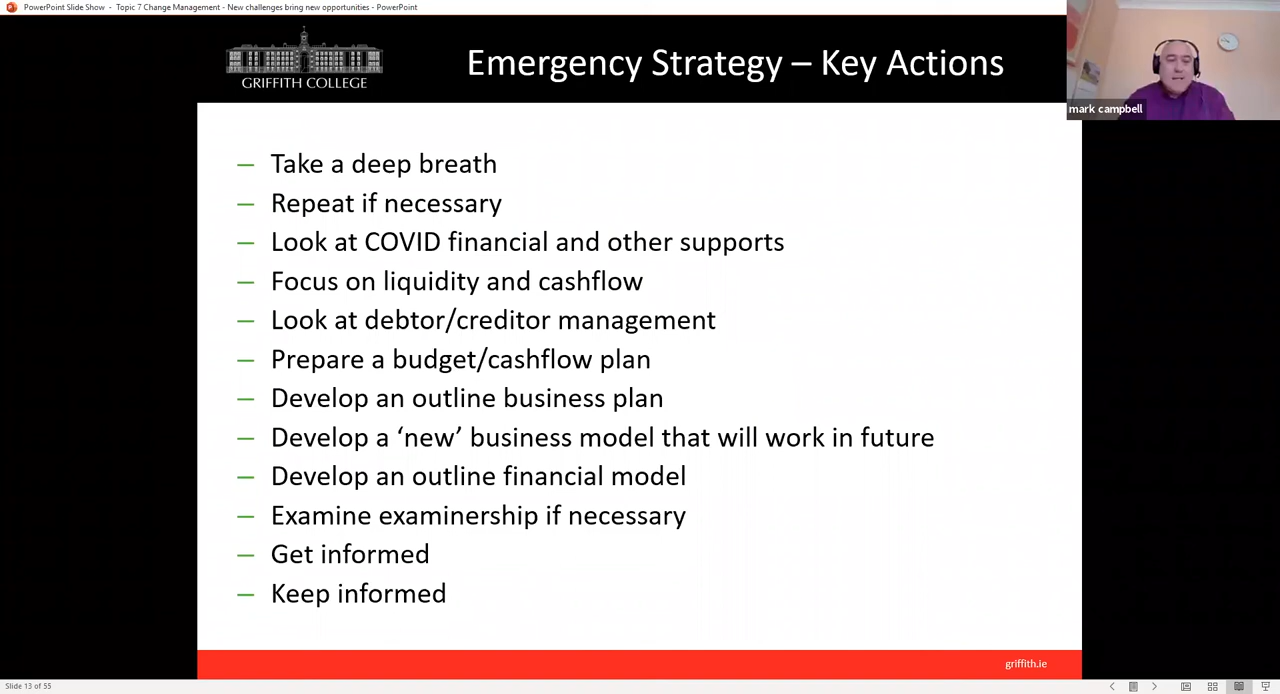 PowerPoint Slide Show - Topic 7 Change Management - New challenges bring new opportunities - PowerPoint
GRIFFITH COLLEGE
Emergency Strategy – Key Actions
mark campbell
– Take a deep breath
– Repeat if necessary
– Look at COVID financial and other supports
– Focus on liquidity and cashflow
– Look at debtor/creditor management
– Prepare a budget/cashflow plan
– Develop an outline business plan
– Develop a ‘new’ business model that will work in future
– Develop an outline financial model
– Examine examinership if necessary
– Get informed
– Keep informed
griffith.ie
Slide 13 of 55